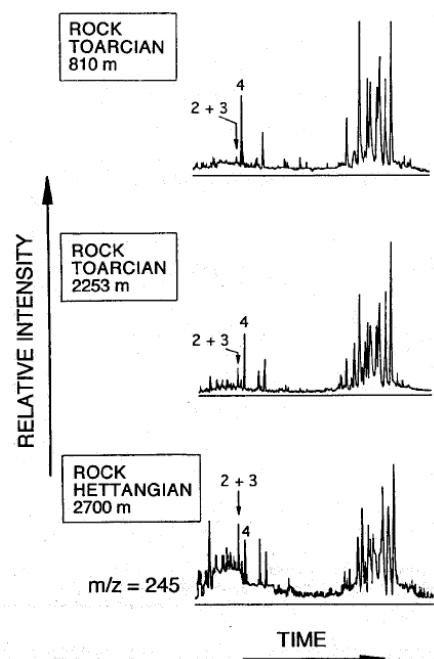 ROCK
TOARCIAN
810 m
4
2 + 3
ROCK
TOARCIAN
2253 m
4
2 + 3
ROCK
HETTANGIAN
2700 m
2 + 3
4
m/z = 245
RELATIVE INTENSITY
TIME